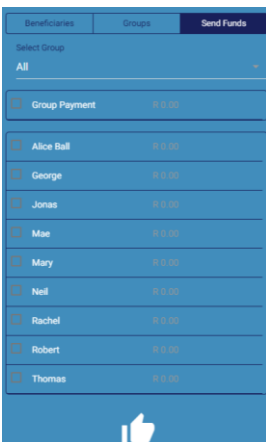 Beneficiaries Groups Send Funds
Select Group
All
Group Payment R 0.00
Alice Ball R 0.00
George R 0.00
Jonas R 0.00
Mae R 0.00
Mary R 0.00
Neil R 0.00
Rachel R 0.00
Robert R 0.00
Thomas R 0.00